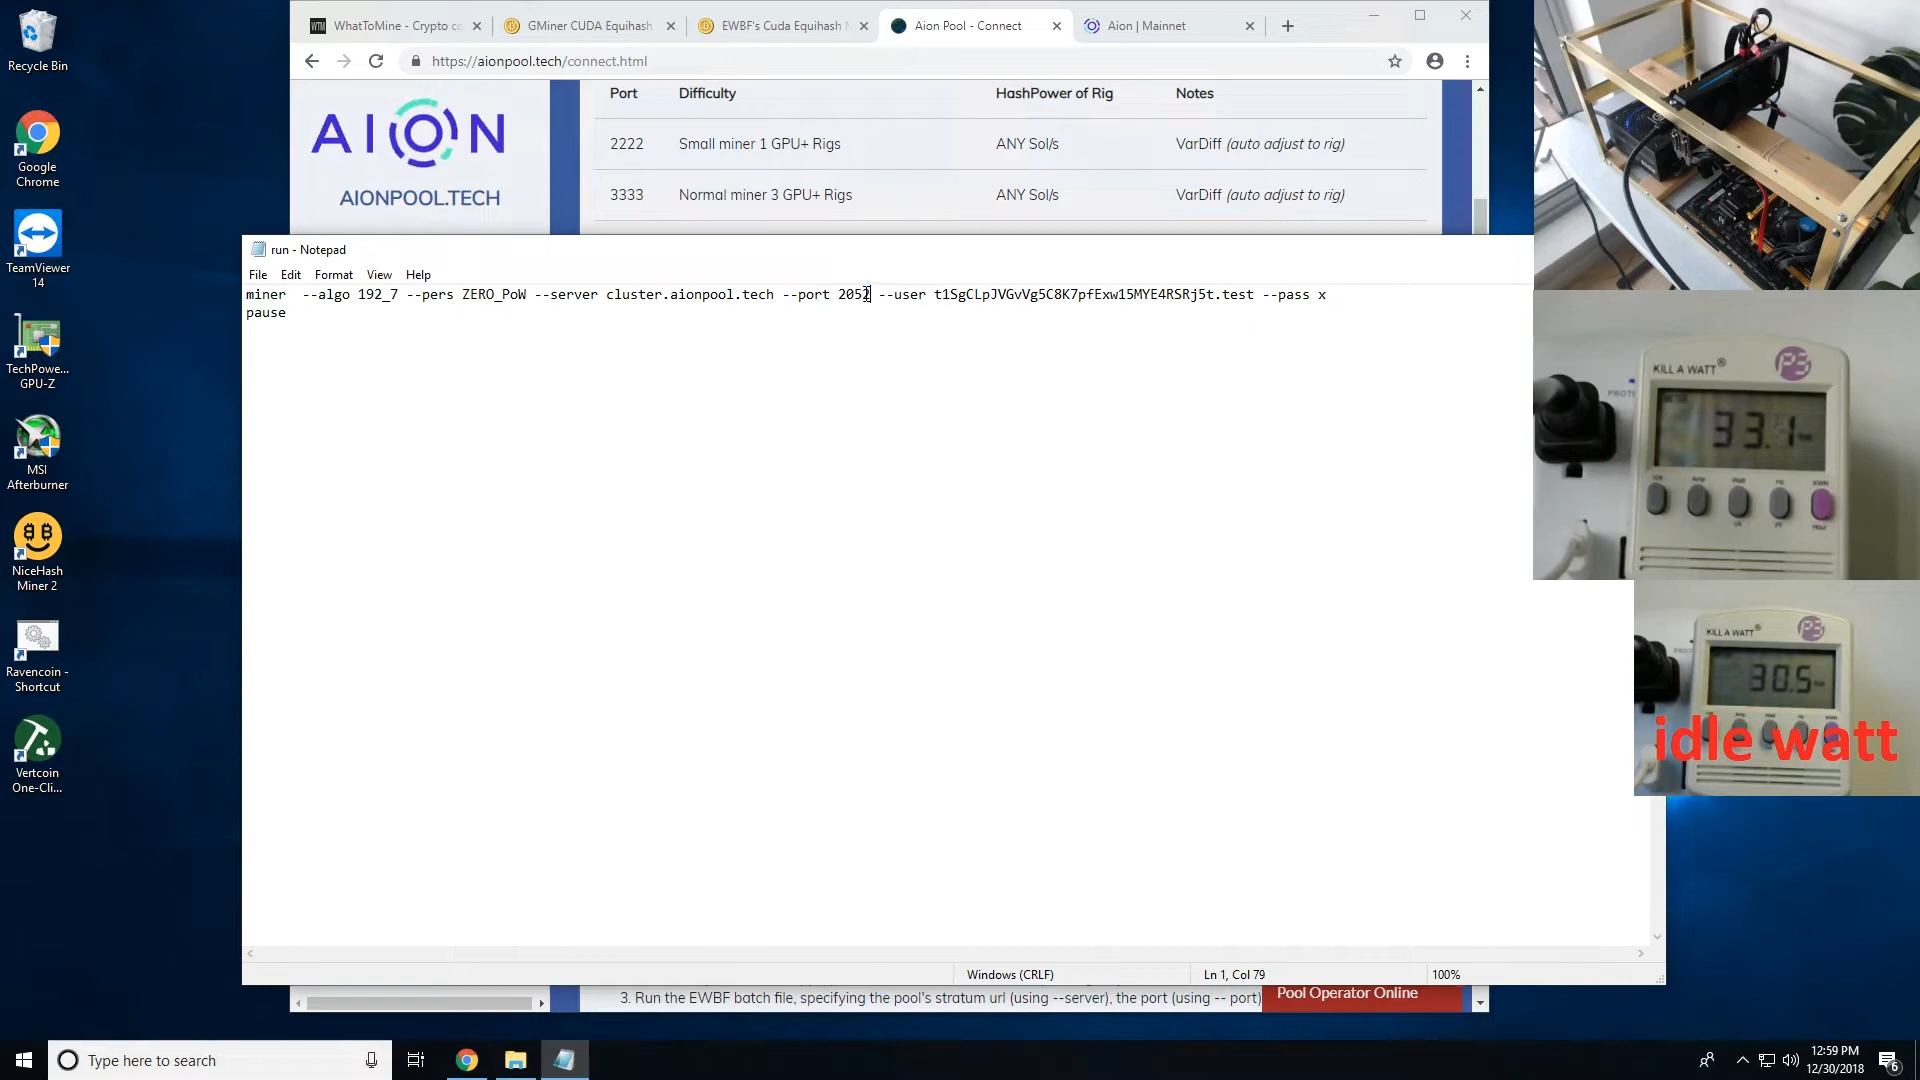 Recycle Bin
Google
Chrome
TeamViewer
14
TechPowe...
GPU-Z
MSI
Afterburner
NiceHash
Miner 2
Ravencoin -
Shortcut
Vertcoin
One-Cli...
WhatToMine - Crypto co
GMiner CUDA Equihash
EWBF's Cuda Equihash M
Aion Pool - Connect
Aion | Mainnet
https://aionpool.tech/connect.html
AION
AIONPOOL.TECH
Port Difficulty HashPower of Rig Notes
2222 Small miner 1 GPU+ Rigs ANY Sol/s VarDiff (auto adjust to rig)
3333 Normal miner 3 GPU+ Rigs ANY Sol/s VarDiff (auto adjust to rig)
run - Notepad
File Edit Format View Help
miner --algo 192_7 --pers ZERO_PoW --server cluster.aionpool.tech --port 2052 --user t1SgCLpJVGvVg5C8K7pfExw15MYE4RSRj5t.test --pass x
pause
Windows (CRLF) Ln 1, Col 79 100%
3. Run the EWBF batch file, specifying the pool's stratum url (using --server), the port (using -- port)
Pool Operator Online
KILL A WATT®
33.1
KILL A WATT®
30.5
idle watt
Type here to search
12:59 PM
12/30/2018
6